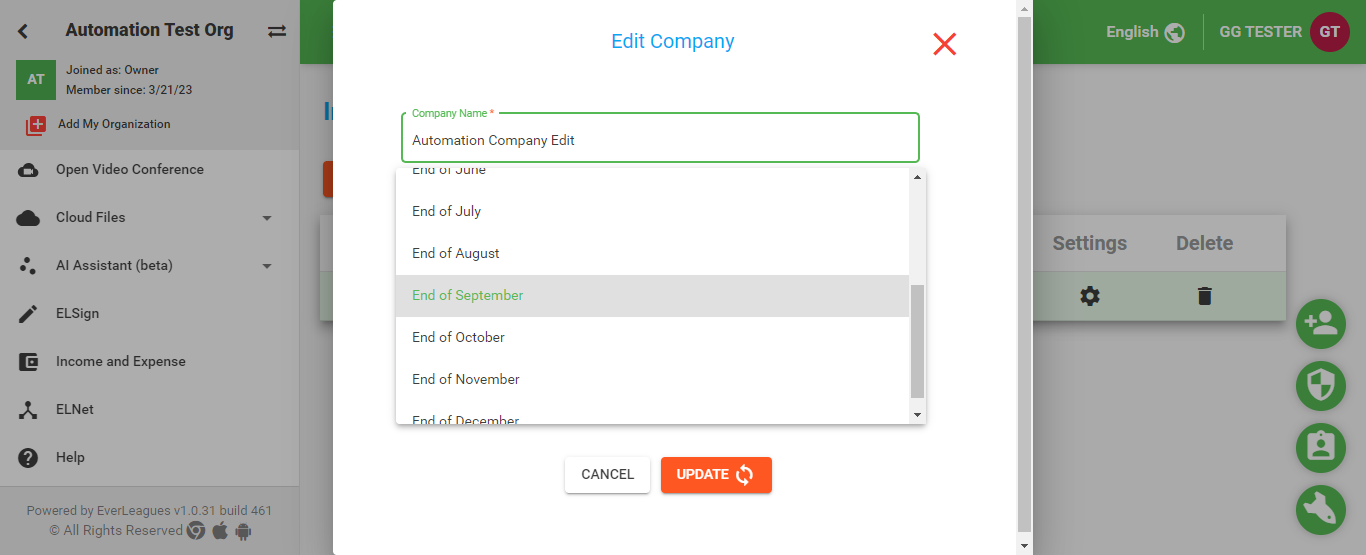 Automation Test Org
AT
Joined as: Owner
Member since: 3/21/23
Add My Organization
Open Video Conference
Cloud Files
AI Assistant (beta)
ELSign
Income and Expense
ELNet
Help
Powered by EverLeagues v1.0.31 build 461
© All Rights Reserved
English
GG TESTER
GT
Edit Company
Company Name *
Automation Company Edit
End of June
End of July
End of August
End of September
End of October
End of November
End of December
CANCEL
UPDATE
Settings
Delete